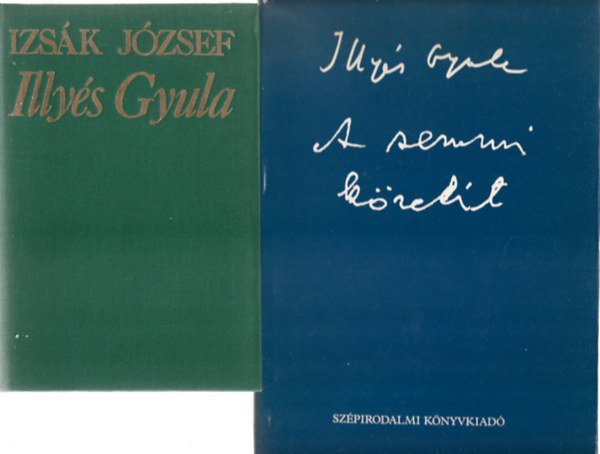 IZSÁK JÓZSEF
Illyés Gyula
Illyés Gyula
A semmi
közelít
SZÉPIRODALMI KÖNYVKIADÓ